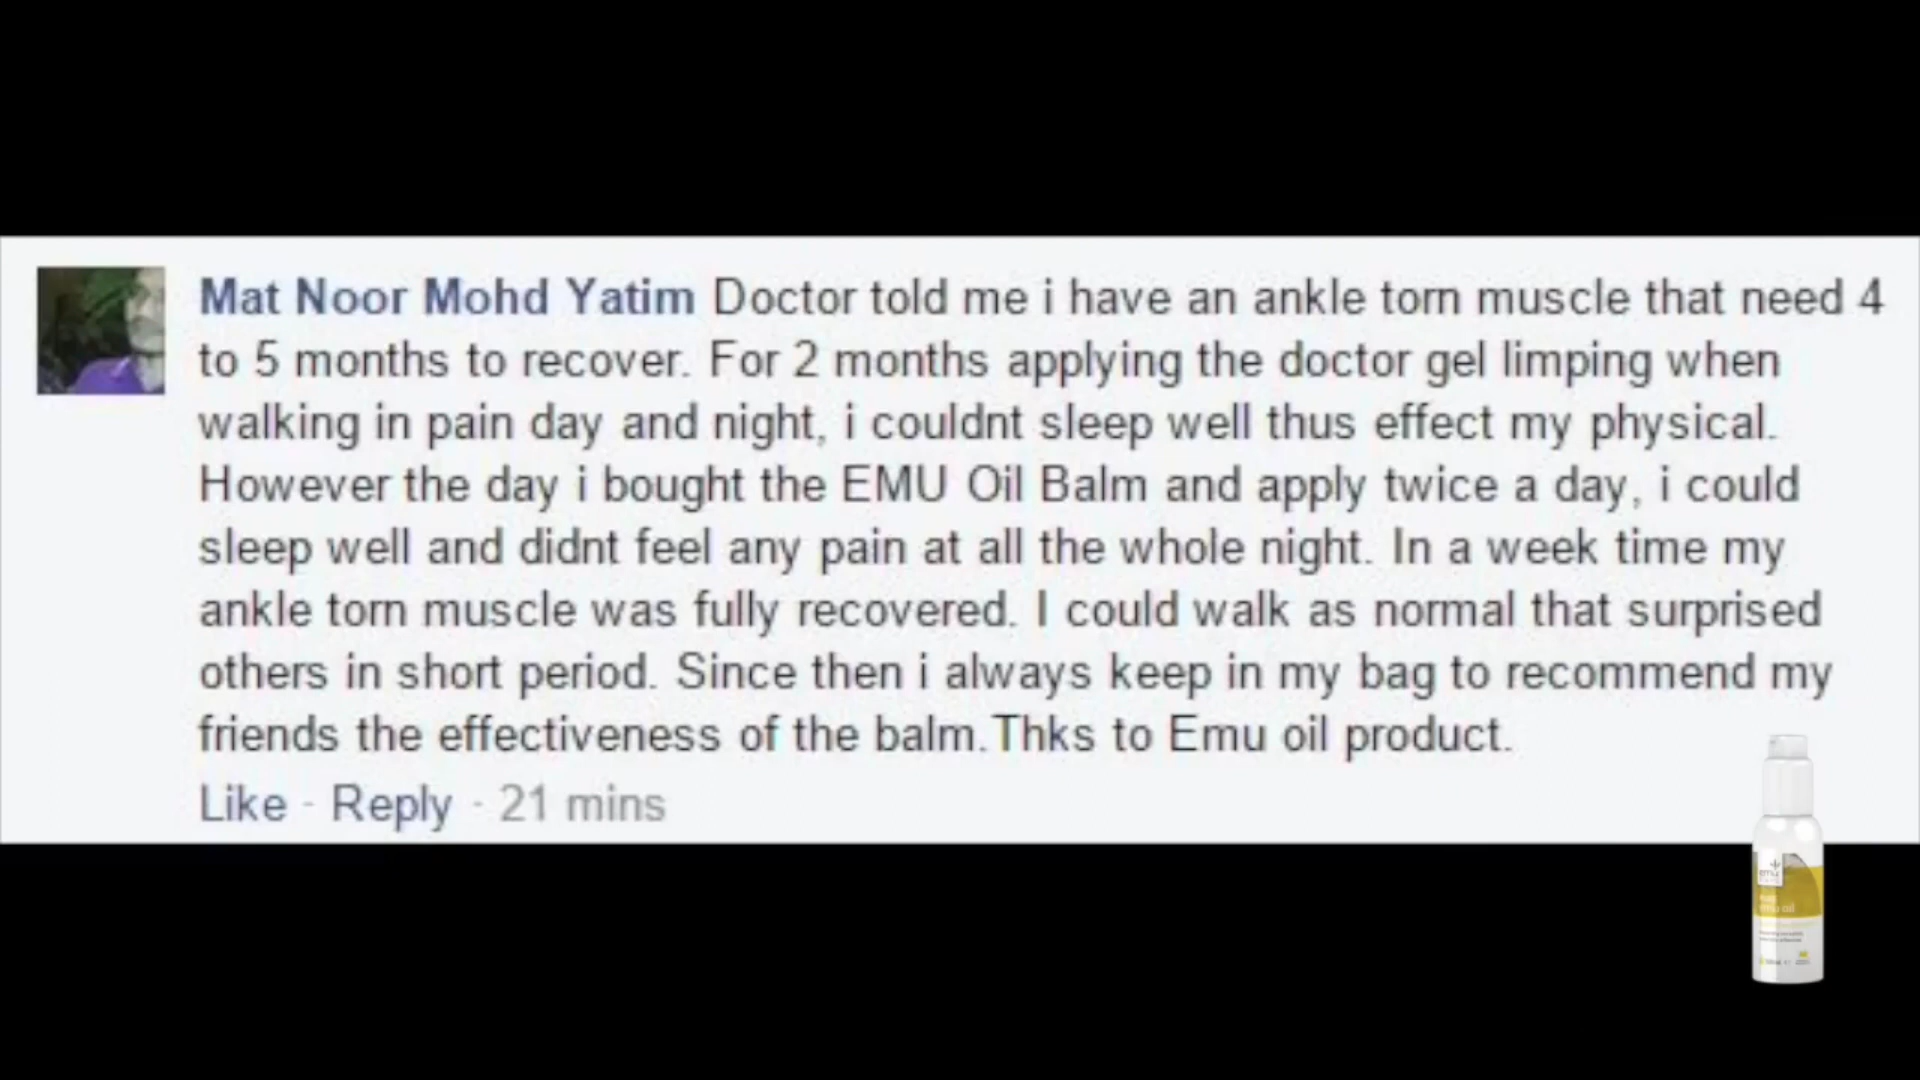 Mat Noor Mohd Yatim Doctor told me i have an ankle torn muscle that need 4
to 5 months to recover. For 2 months applying the doctor gel limping when
walking in pain day and night, i couldnt sleep well thus effect my physical.
However the day i bought the EMU Oil Balm and apply twice a day, i could
sleep well and didnt feel any pain at all the whole night. In a week time my
ankle torn muscle was fully recovered. I could walk as normal that surprised
others in short period. Since then i always keep in my bag to recommend my
friends the effectiveness of the balm.Thks to Emu oil product.
Like · Reply · 21 mins
emu oil